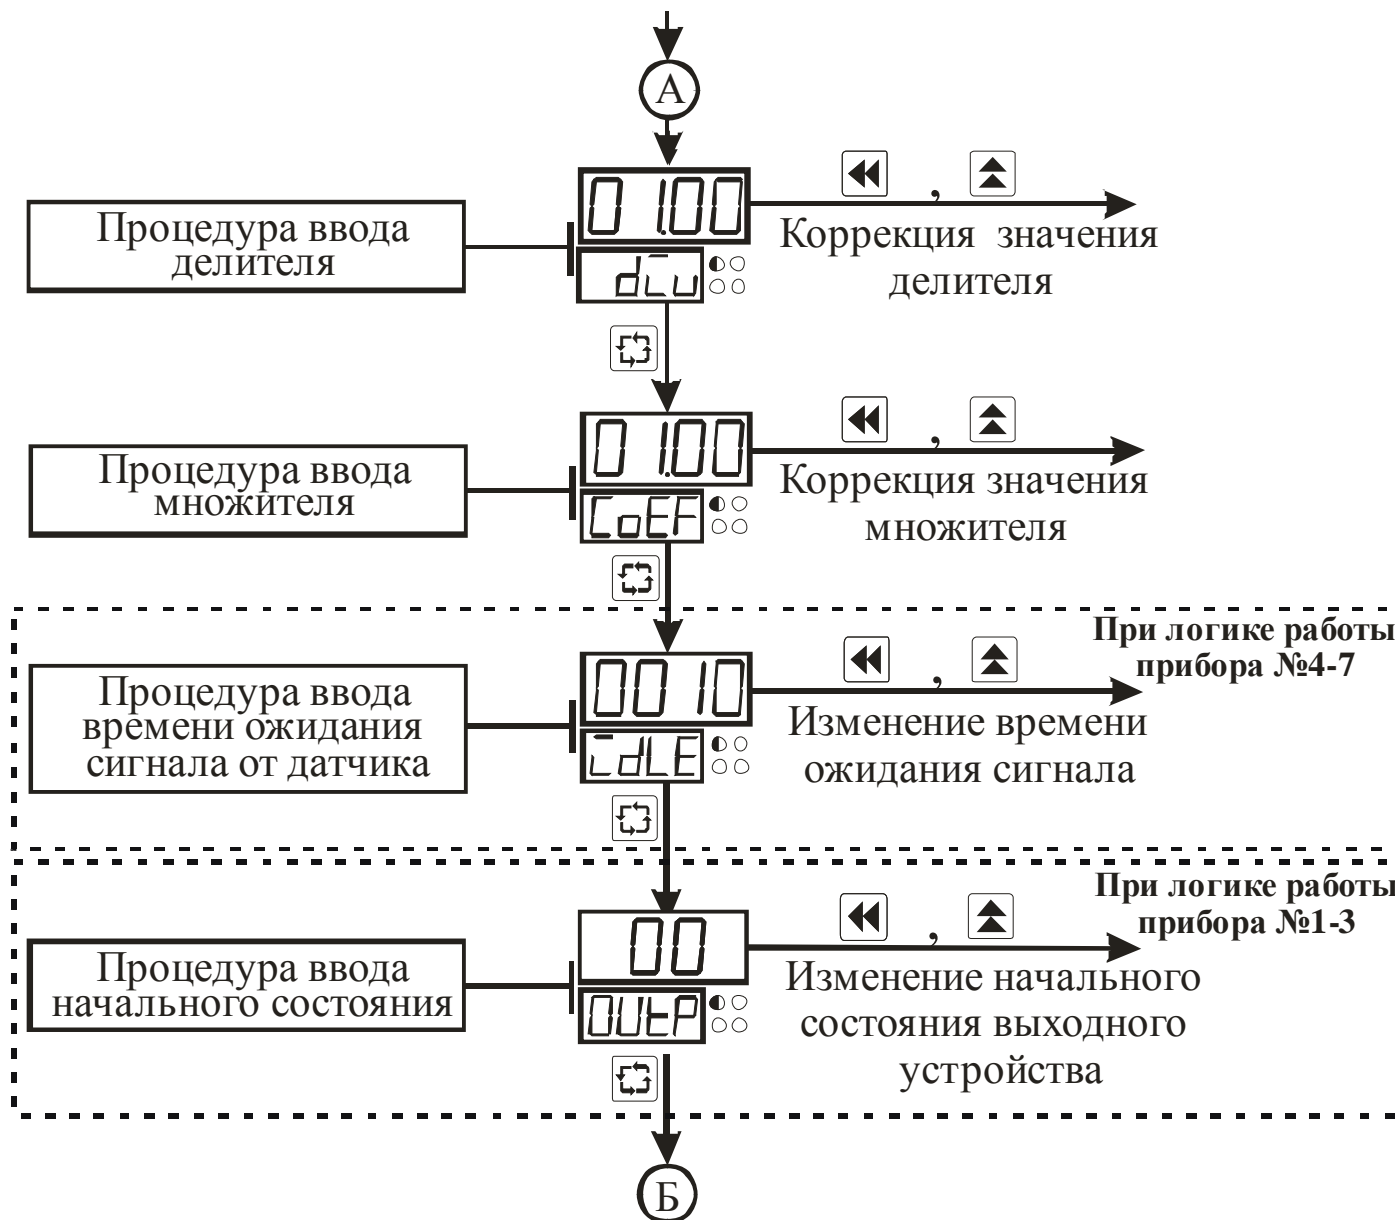 А
01.00
Процедура ввода
делителя
diu
,
Коррекция значения
делителя
01.00
Процедура ввода
множителя
CoEF
,
Коррекция значения
множителя
При логике работы
прибора №4-7
0010
Процедура ввода
времени ожидания
сигнала от датчика
idLE
,
Изменение времени
ожидания сигнала
При логике работы
прибора №1-3
00
Процедура ввода
начального состояния
OUtP
,
Изменение начального
состояния выходного
устройства
Б